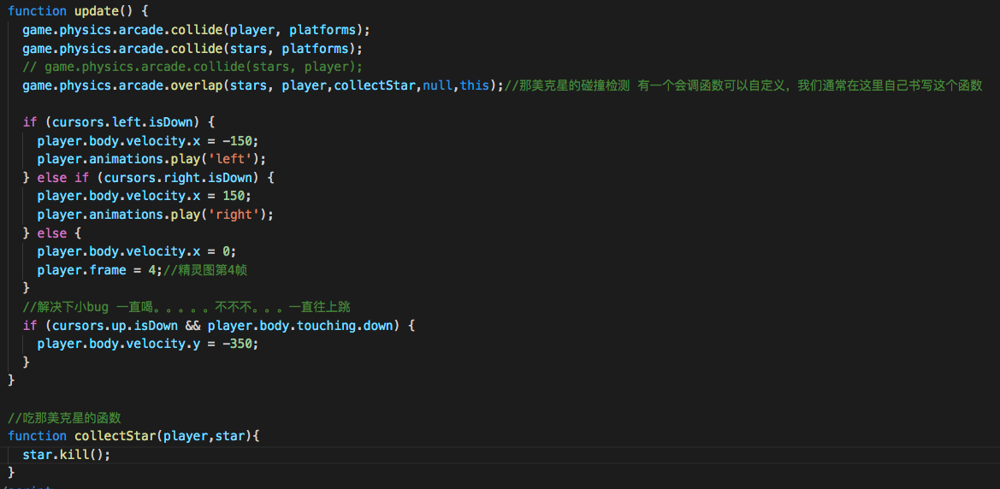 function update() {
game.physics.arcade.collide(player, platforms);
game.physics.arcade.collide(stars, platforms);
// game.physics.arcade.collide(stars, player);
game.physics.arcade.overlap(stars, player,collectStar,null,this);//那美克星的碰撞检测 有一个会调函数可以自定义，我们通常在这里自己书写这个函数
if (cursors.left.isDown) {
player.body.velocity.x = -150;
player.animations.play('left');
} else if (cursors.right.isDown) {
player.body.velocity.x = 150;
player.animations.play('right');
} else {
player.body.velocity.x = 0;
player.frame = 4;//精灵图第4帧
}
//解决下小bug 一直喝。。。。。不不不。。。一直往上跳
if (cursors.up.isDown && player.body.touching.down) {
player.body.velocity.y = -350;
}
}
//吃那美克星的函数
function collectStar(player,star){
star.kill();
}